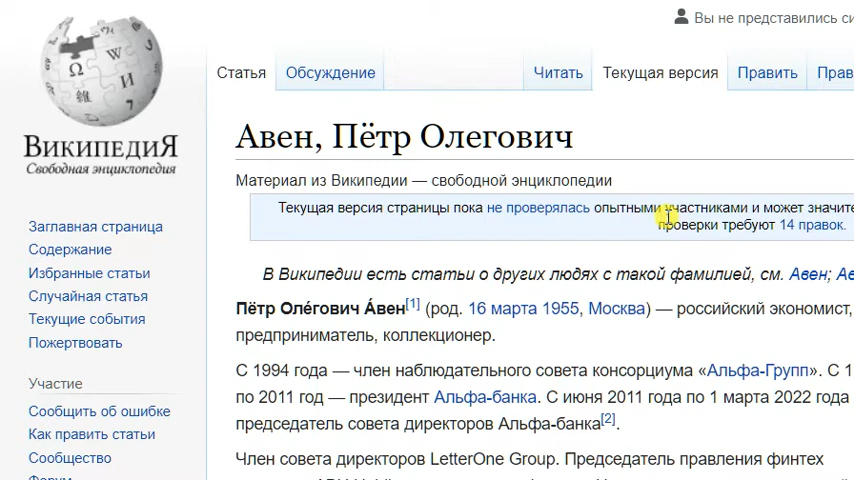 Вы не представились
Статья Обсуждение Читать Текущая версия Править
ВИКИПЕДИЯ
Свободная энциклопедия
Авен, Пётр Олегович
Материал из Википедии — свободной энциклопедии
Текущая версия страницы пока не проверялась опытными участниками и может
проверки требуют 14 правок.
Заглавная страница
Содержание
Избранные статьи
Случайная статья
Текущие события
Пожертвовать
Участие
Сообщить об ошибке
Как править статьи
Сообщество
В Википедии есть статьи о других людях с такой фамилией, см. Авен;
Пётр Оле́гович А́вен[1] (род. 16 марта 1955, Москва) — российский экономист,
предприниматель, коллекционер.
С 1994 года — член наблюдательного совета консорциума «Альфа-Групп». С
по 2011 год — президент Альфа-банка. С июня 2011 года по 1 марта 2022 года
председатель совета директоров Альфа-банка[2].
Член совета директоров LetterOne Group. Председатель правления финтех